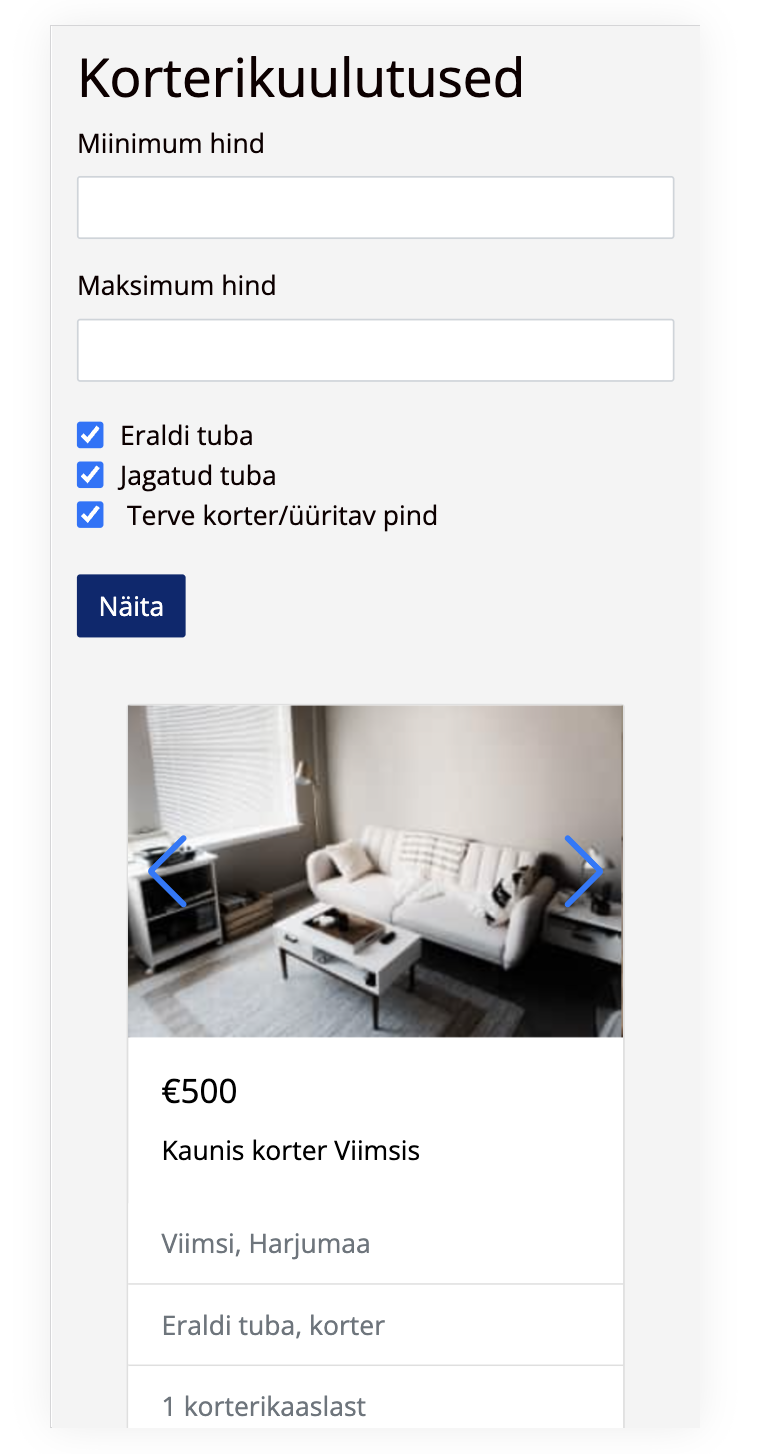 Korterikuulutused
Miinimum hind
Maksimum hind
Eraldi tuba
Jagatud tuba
Terve korter/üüritav pind
Näita
€500
Kaunis korter Viimsis
Viimsi, Harjumaa
Eraldi tuba, korter
1 korterikaaslast